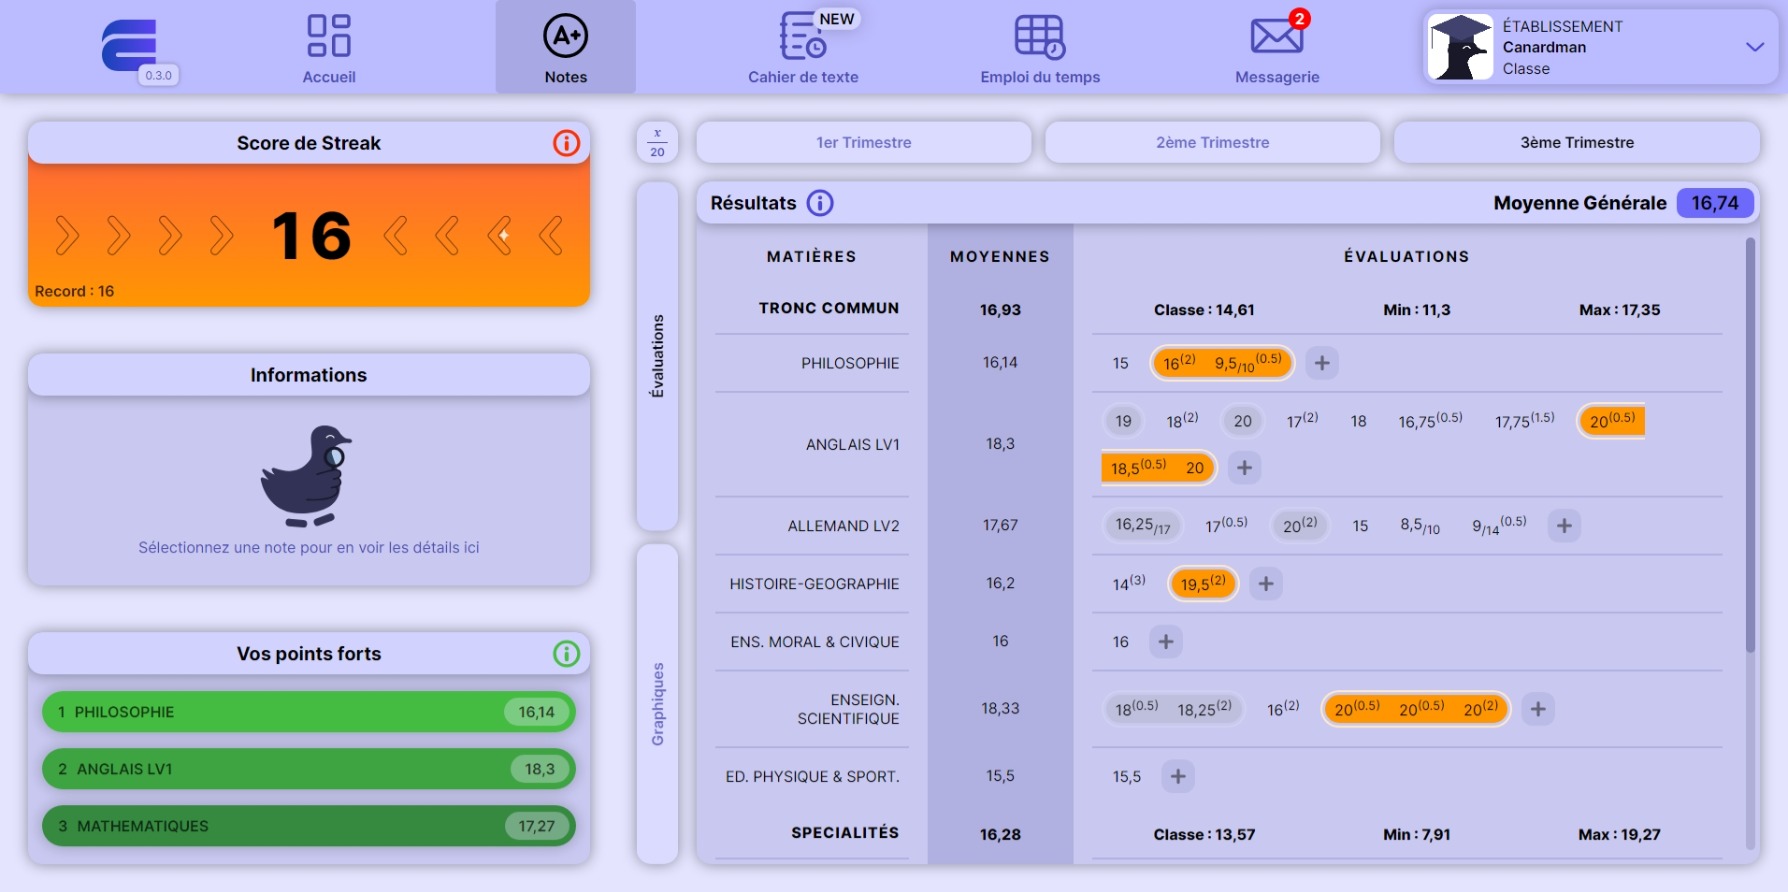 0.3.0
Accueil
A+
Notes
NEW
Cahier de texte
Emploi du temps
2
Messagerie
ÉTABLISSEMENT
Canardman
Classe
Score de Streak
16
Record : 16
Informations
Sélectionnez une note pour en voir les détails ici
Vos points forts
1 PHILOSOPHIE 16,14
2 ANGLAIS LV1 18,3
3 MATHEMATIQUES 17,27
x
20
Évaluations
Graphiques
1er Trimestre
2ème Trimestre
3ème Trimestre
Résultats
Moyenne Générale 16,74
MATIÈRES MOYENNES ÉVALUATIONS
TRONC COMMUN 16,93 Classe : 14,61 Min : 11,3 Max : 17,35
PHILOSOPHIE 16,14 15 16(2) 9,5/10(0.5) +
ANGLAIS LV1 18,3 19 18(2) 20 17(2) 18 16,75(0.5) 17,75(1.5) 20(0.5)
18,5(0.5) 20 +
ALLEMAND LV2 17,67 16,25/17 17(0.5) 20(2) 15 8,5/10 9/14(0.5) +
HISTOIRE-GEOGRAPHIE 16,2 14(3) 19,5(2) +
ENS. MORAL & CIVIQUE 16 16 +
ENSEIGN.
SCIENTIFIQUE 18,33 18(0.5) 18,25(2) 16(2) 20(0.5) 20(0.5) 20(2) +
ED. PHYSIQUE & SPORT. 15,5 15,5 +
SPECIALITÉS 16,28 Classe : 13,57 Min : 7,91 Max : 19,27